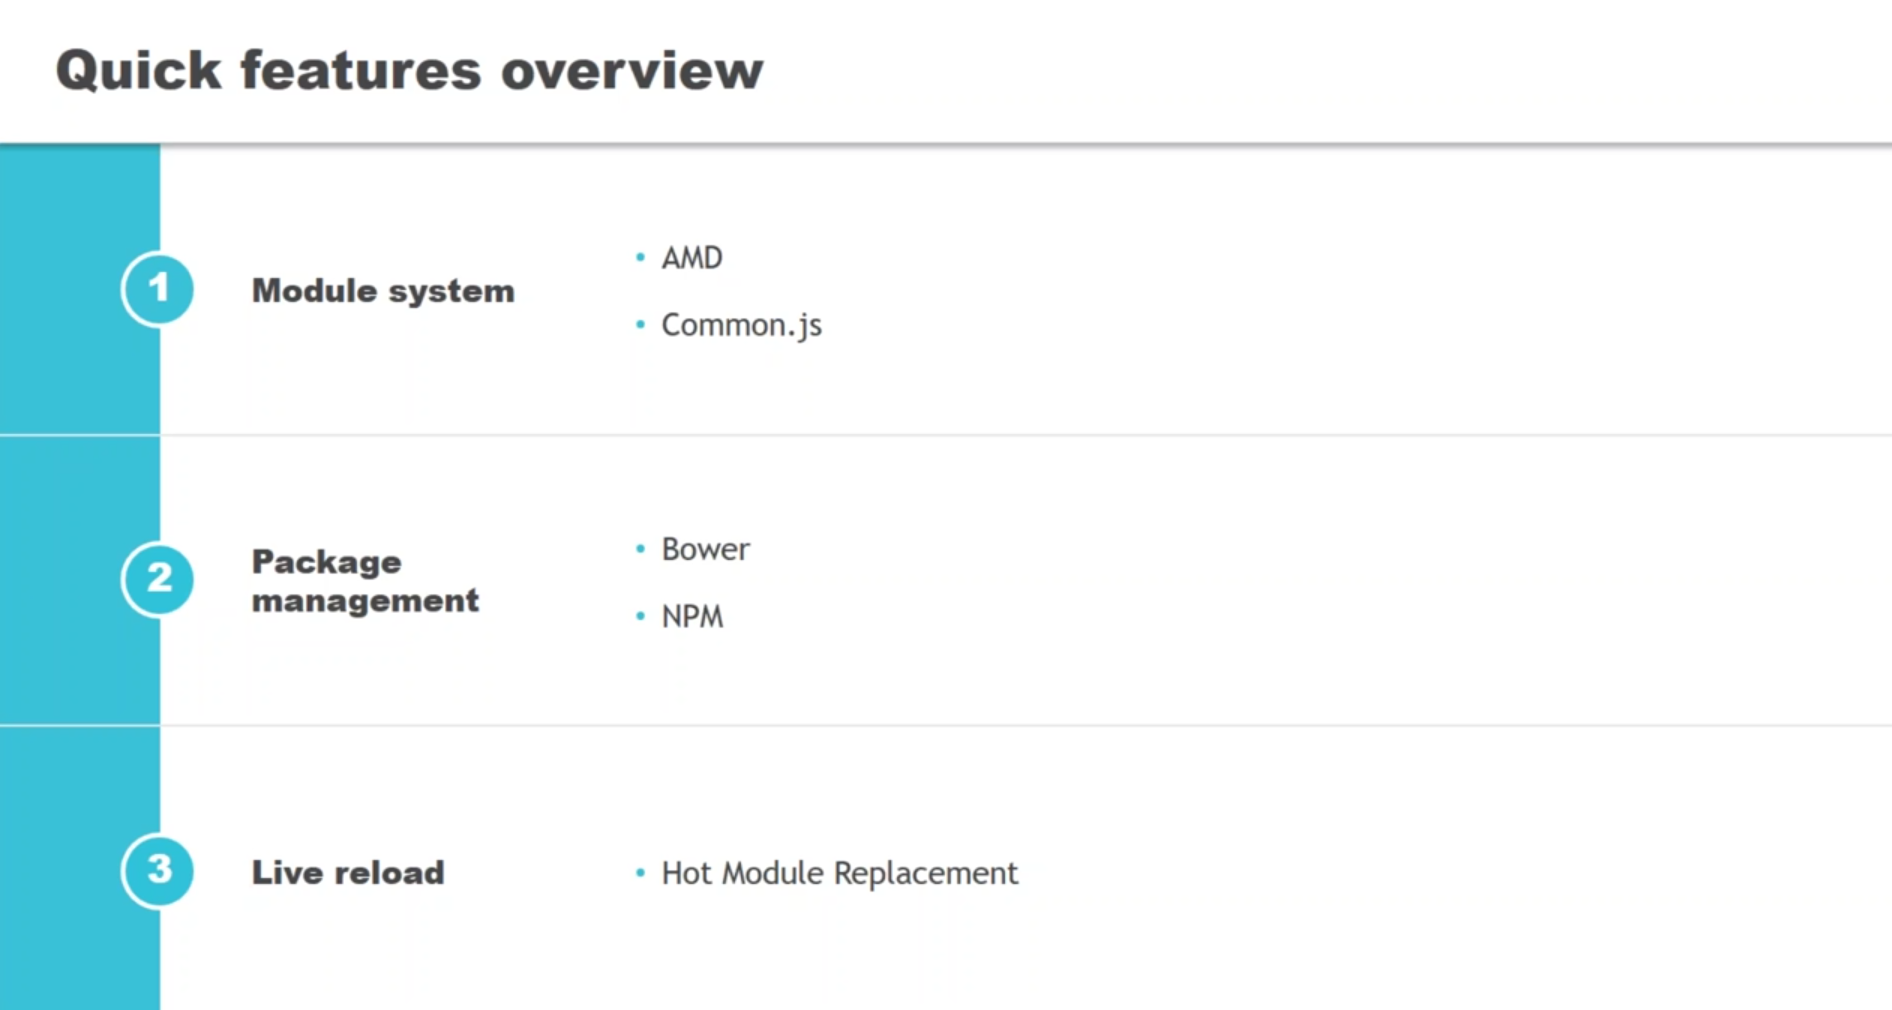 Quick features overview
1
Module system
• AMD
• Common.js
2
Package
management
• Bower
• NPM
3
Live reload
• Hot Module Replacement